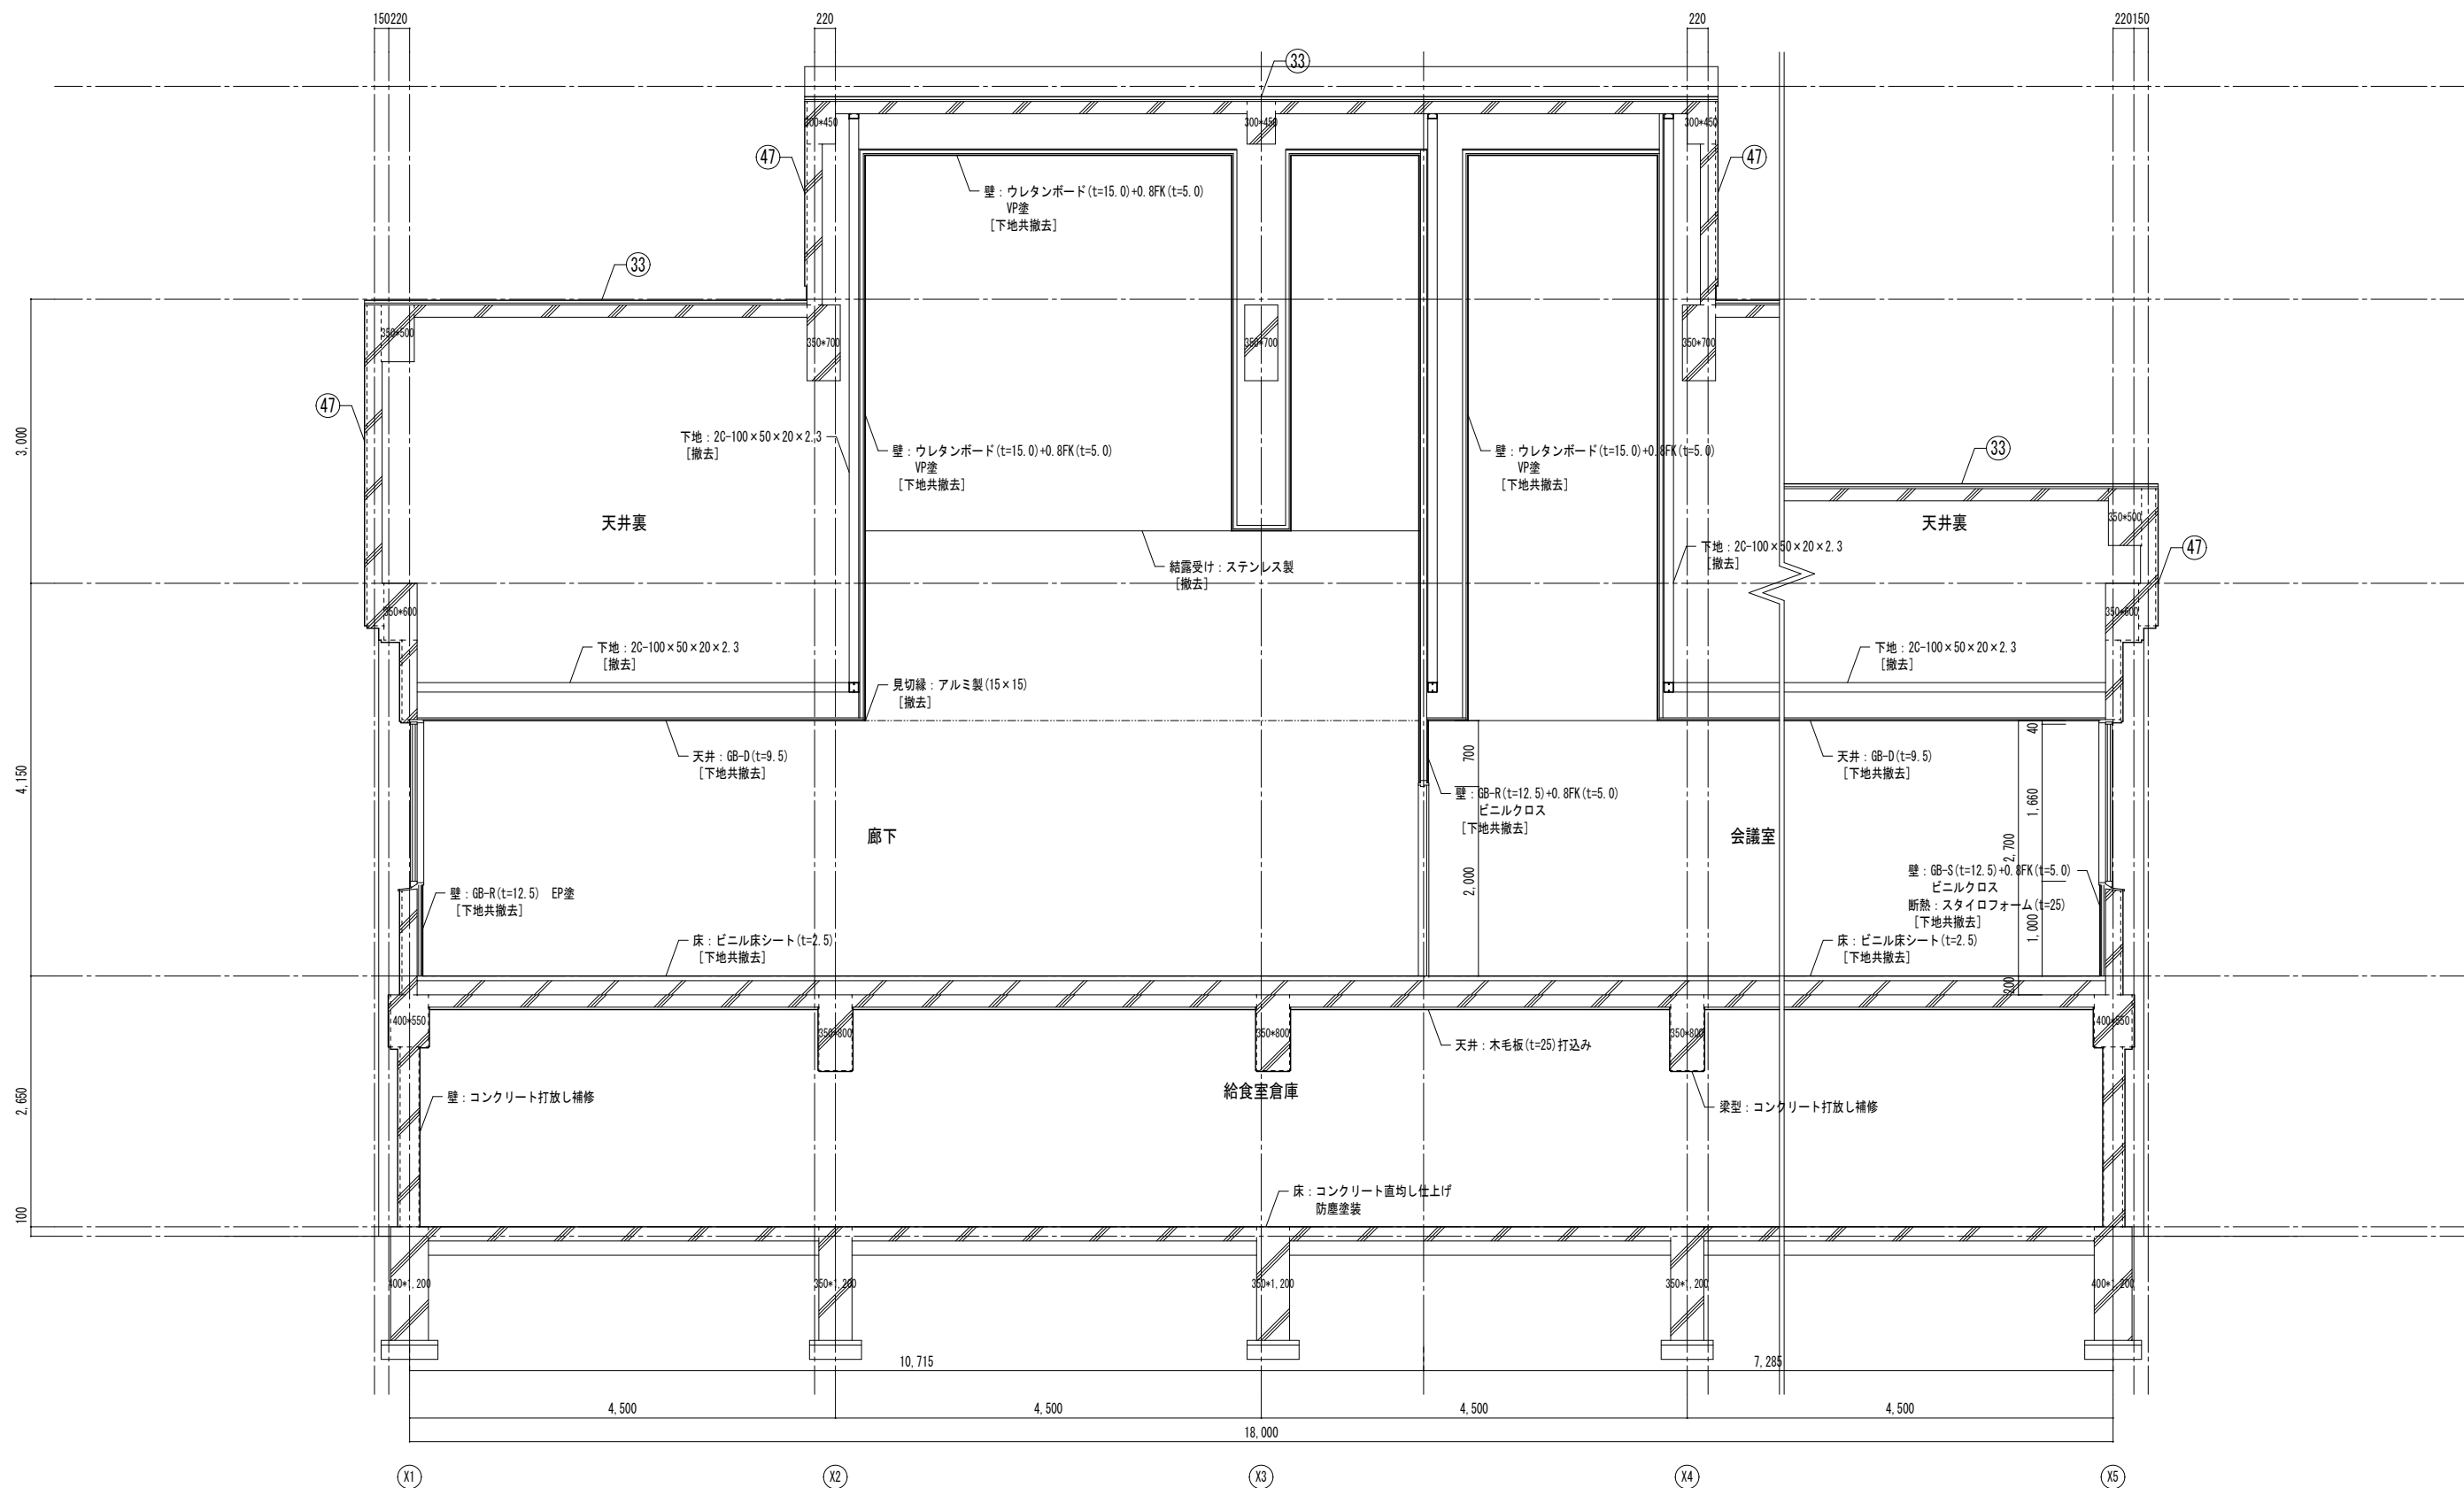 150220
220
220
220150
33
300*450
300*450
300*450
47
47
壁：ウレタンボード(t=15.0)+0.8FK(t=5.0)
VP塗
[下地共撤去]
33
350*500
350*700
350*700
350*700
47
3,000
下地：2C-100×50×20×2.3
[撤去]
壁：ウレタンボード(t=15.0)+0.8FK(t=5.0)
VP塗
[下地共撤去]
壁：ウレタンボード(t=15.0)+0.8FK(t=5.0)
VP塗
[下地共撤去]
33
天井裏
天井裏
350*500
47
結露受け：ステンレス製
[撤去]
下地：2C-100×50×20×2.3
[撤去]
350*600
350*600
下地：2C-100×50×20×2.3
[撤去]
下地：2C-100×50×20×2.3
[撤去]
見切縁：アルミ製(15×15)
[撤去]
天井：GB-D(t=9.5)
[下地共撤去]
700
天井：GB-D(t=9.5)
[下地共撤去]
40
4,150
壁：GB-R(t=12.5)+0.8FK(t=5.0)
ビニルクロス
[下地共撤去]
1,660
廊下
会議室
2,700
2,000
壁：GB-R(t=12.5) EP塗
[下地共撤去]
壁：GB-S(t=12.5)+0.8FK(t=5.0)
ビニルクロス
断熱：スタイロフォーム(t=25)
[下地共撤去]
1,000
床：ビニル床シート(t=2.5)
[下地共撤去]
床：ビニル床シート(t=2.5)
[下地共撤去]
200
400*550
350*800
350*800
350*800
400*550
天井：木毛板(t=25)打込み
給食室倉庫
2,650
壁：コンクリート打放し補修
梁型：コンクリート打放し補修
床：コンクリート直均し仕上げ
防塵塗装
100
400*1,200
350*1,200
350*1,200
350*1,200
400*1,200
10,715
7,285
4,500
4,500
4,500
4,500
18,000
X1
X2
X3
X4
X5